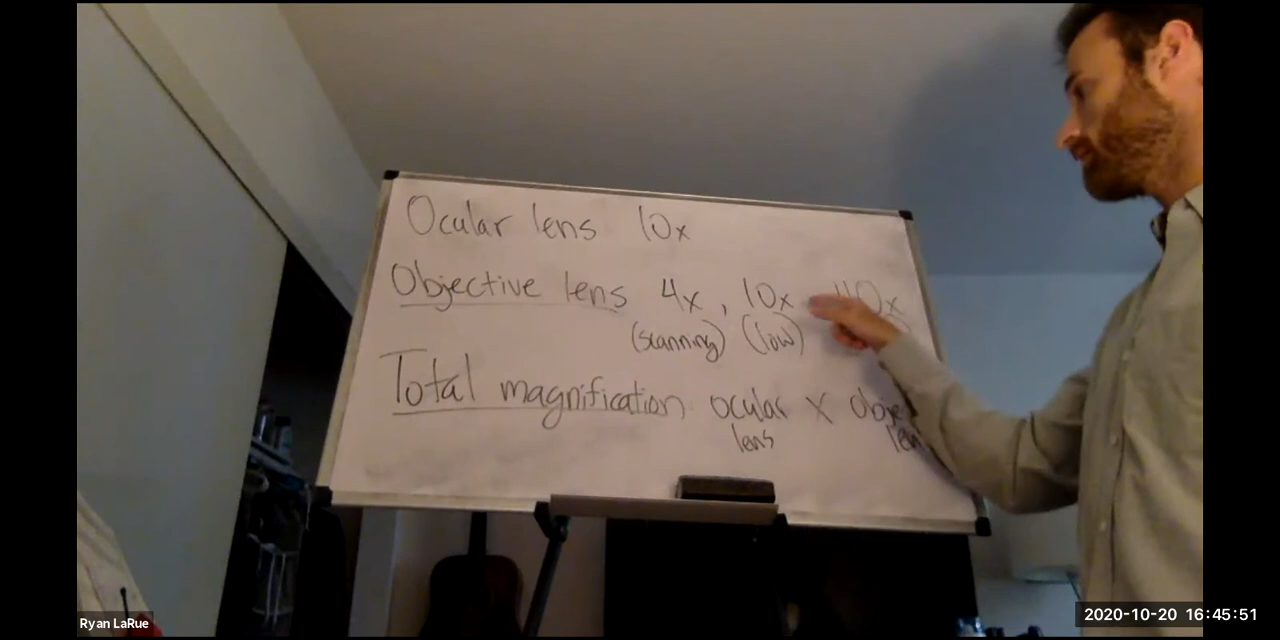 Ocular lens 10x
Objective lens 4x, 10x 40x
(scanning) (low)
Total magnification: ocular x obje
lens len
Ryan LaRue
2020-10-20 16:45:51